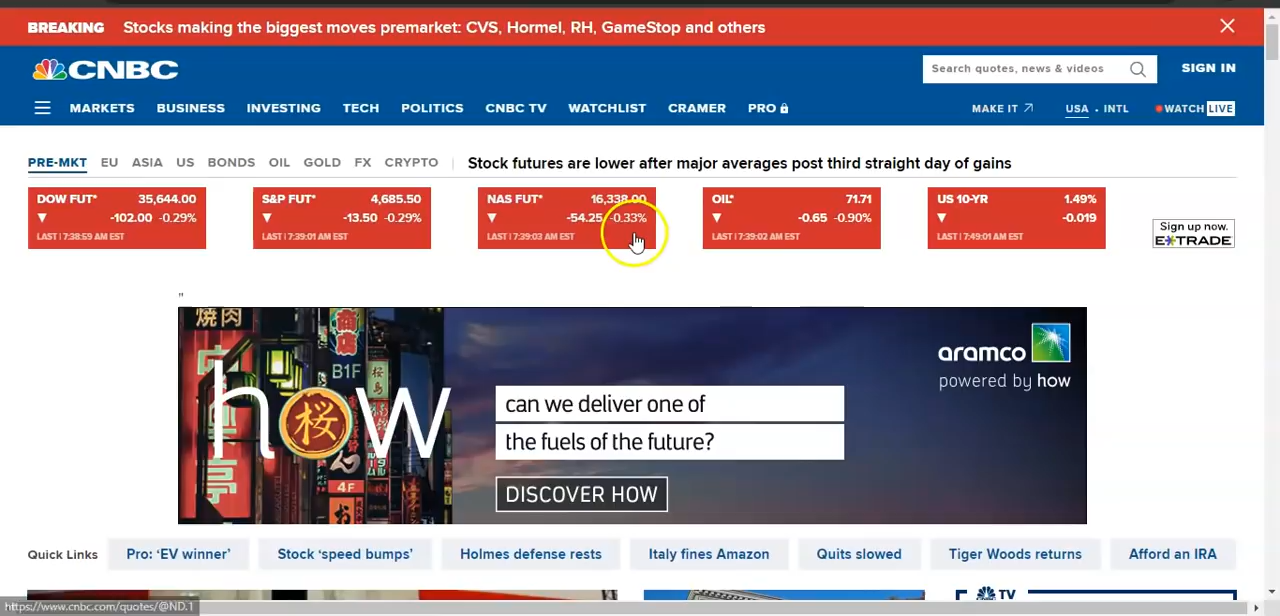 BREAKING Stocks making the biggest moves premarket: CVS, Hormel, RH, GameStop and others
CNBC
Search quotes, news & videos
SIGN IN
MARKETS BUSINESS INVESTING TECH POLITICS CNBC TV WATCHLIST CRAMER PRO
MAKE IT USA • INTL WATCH LIVE
PRE-MKT EU ASIA US BONDS OIL GOLD FX CRYPTO
Stock futures are lower after major averages post third straight day of gains
DOW FUT* 35,644.00
-102.00 -0.29%
LAST | 7:38:59 AM EST
S&P FUT* 4,685.50
-13.50 -0.29%
LAST | 7:39:01 AM EST
NAS FUT* 16,338.00
-54.25 -0.33%
LAST | 7:39:03 AM EST
OIL* 71.71
-0.65 -0.90%
LAST | 7:39:02 AM EST
US 10-YR 1.49%
-0.019
LAST | 7:49:01 AM EST
Sign up now.
E*TRADE
"
焼肉
B1F
桜
4F
how
can we deliver one of
the fuels of the future?
DISCOVER HOW
aramco
powered by how
Quick Links Pro: ‘EV winner’ Stock ‘speed bumps’ Holmes defense rests Italy fines Amazon Quits slowed Tiger Woods returns Afford an IRA
TV
https://www.cnbc.com/quotes/@ND.1